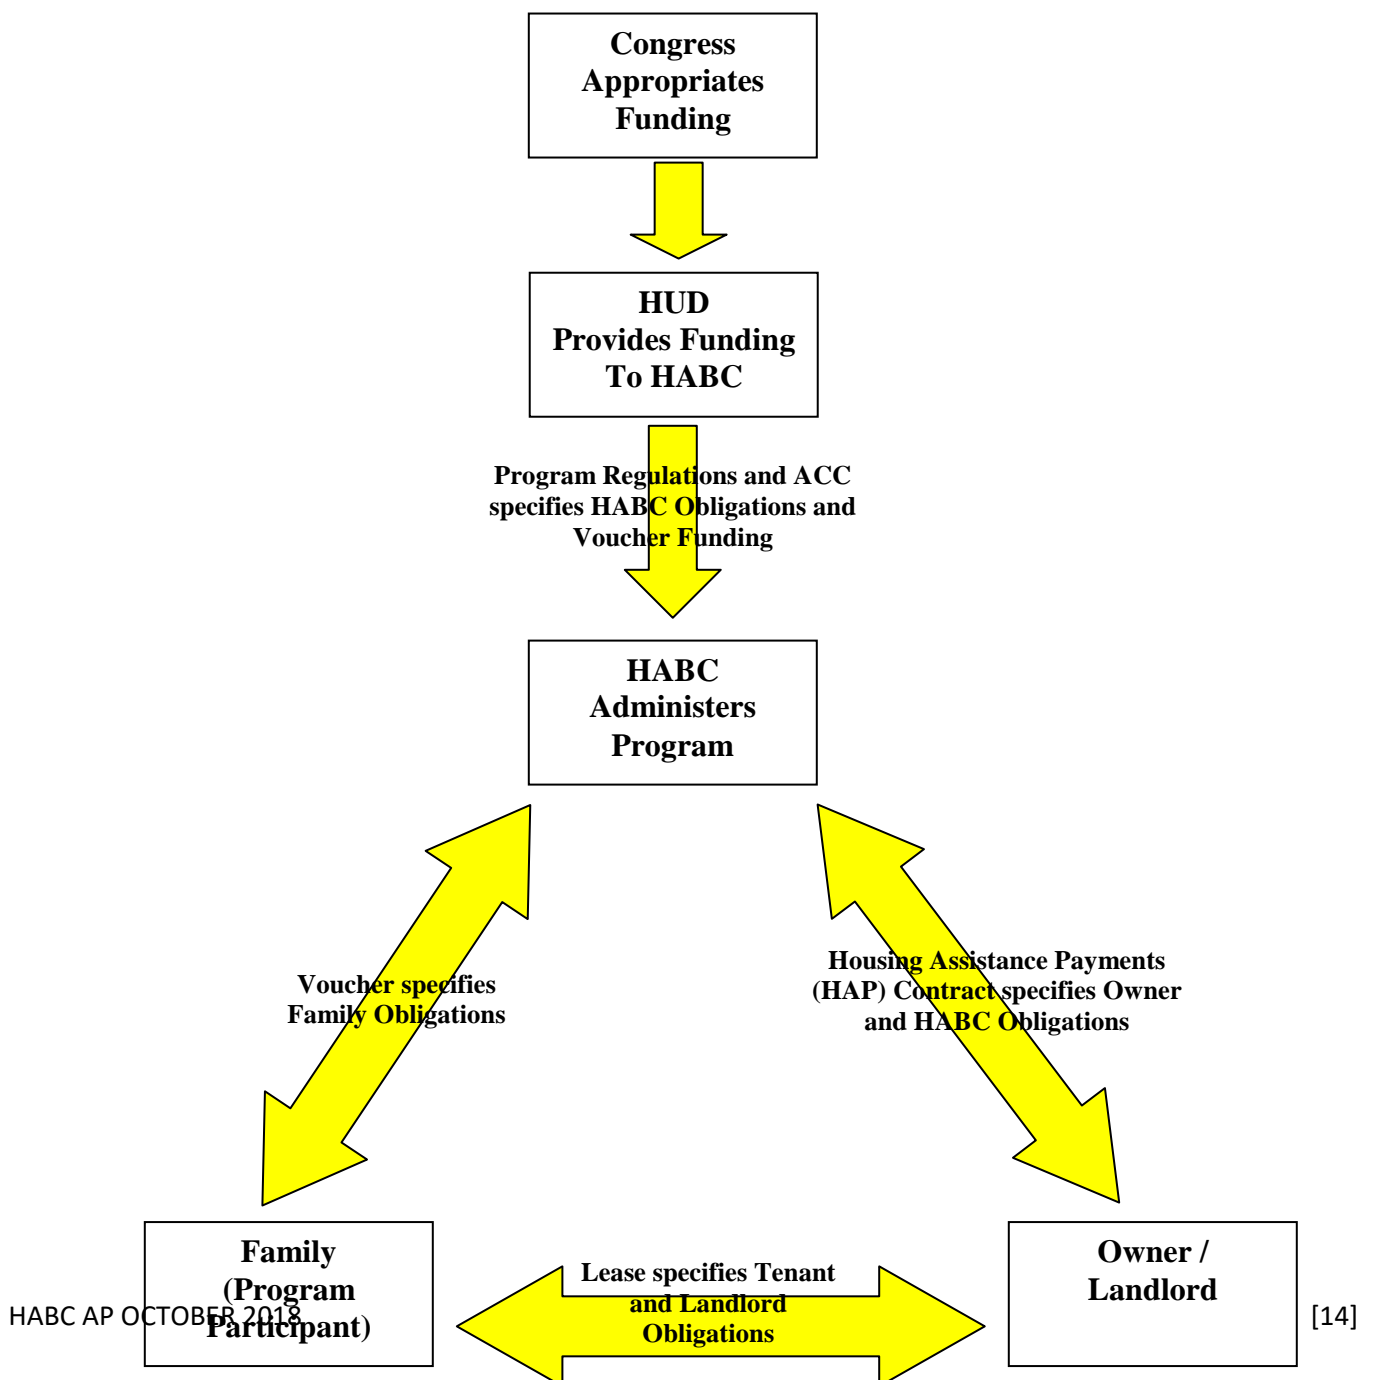 Congress
Appropriates
Funding
HUD
Provides Funding
To HABC
Program Regulations and ACC
specifies HABC Obligations and
Voucher Funding
HABC
Administers
Program
Voucher specifies
Family Obligations
Housing Assistance Payments
(HAP) Contract specifies Owner
and HABC Obligations
Family
(Program
Participant)
Lease specifies Tenant
and Landlord
Obligations
Owner /
Landlord
HABC AP OCTOBER 2018
[14]